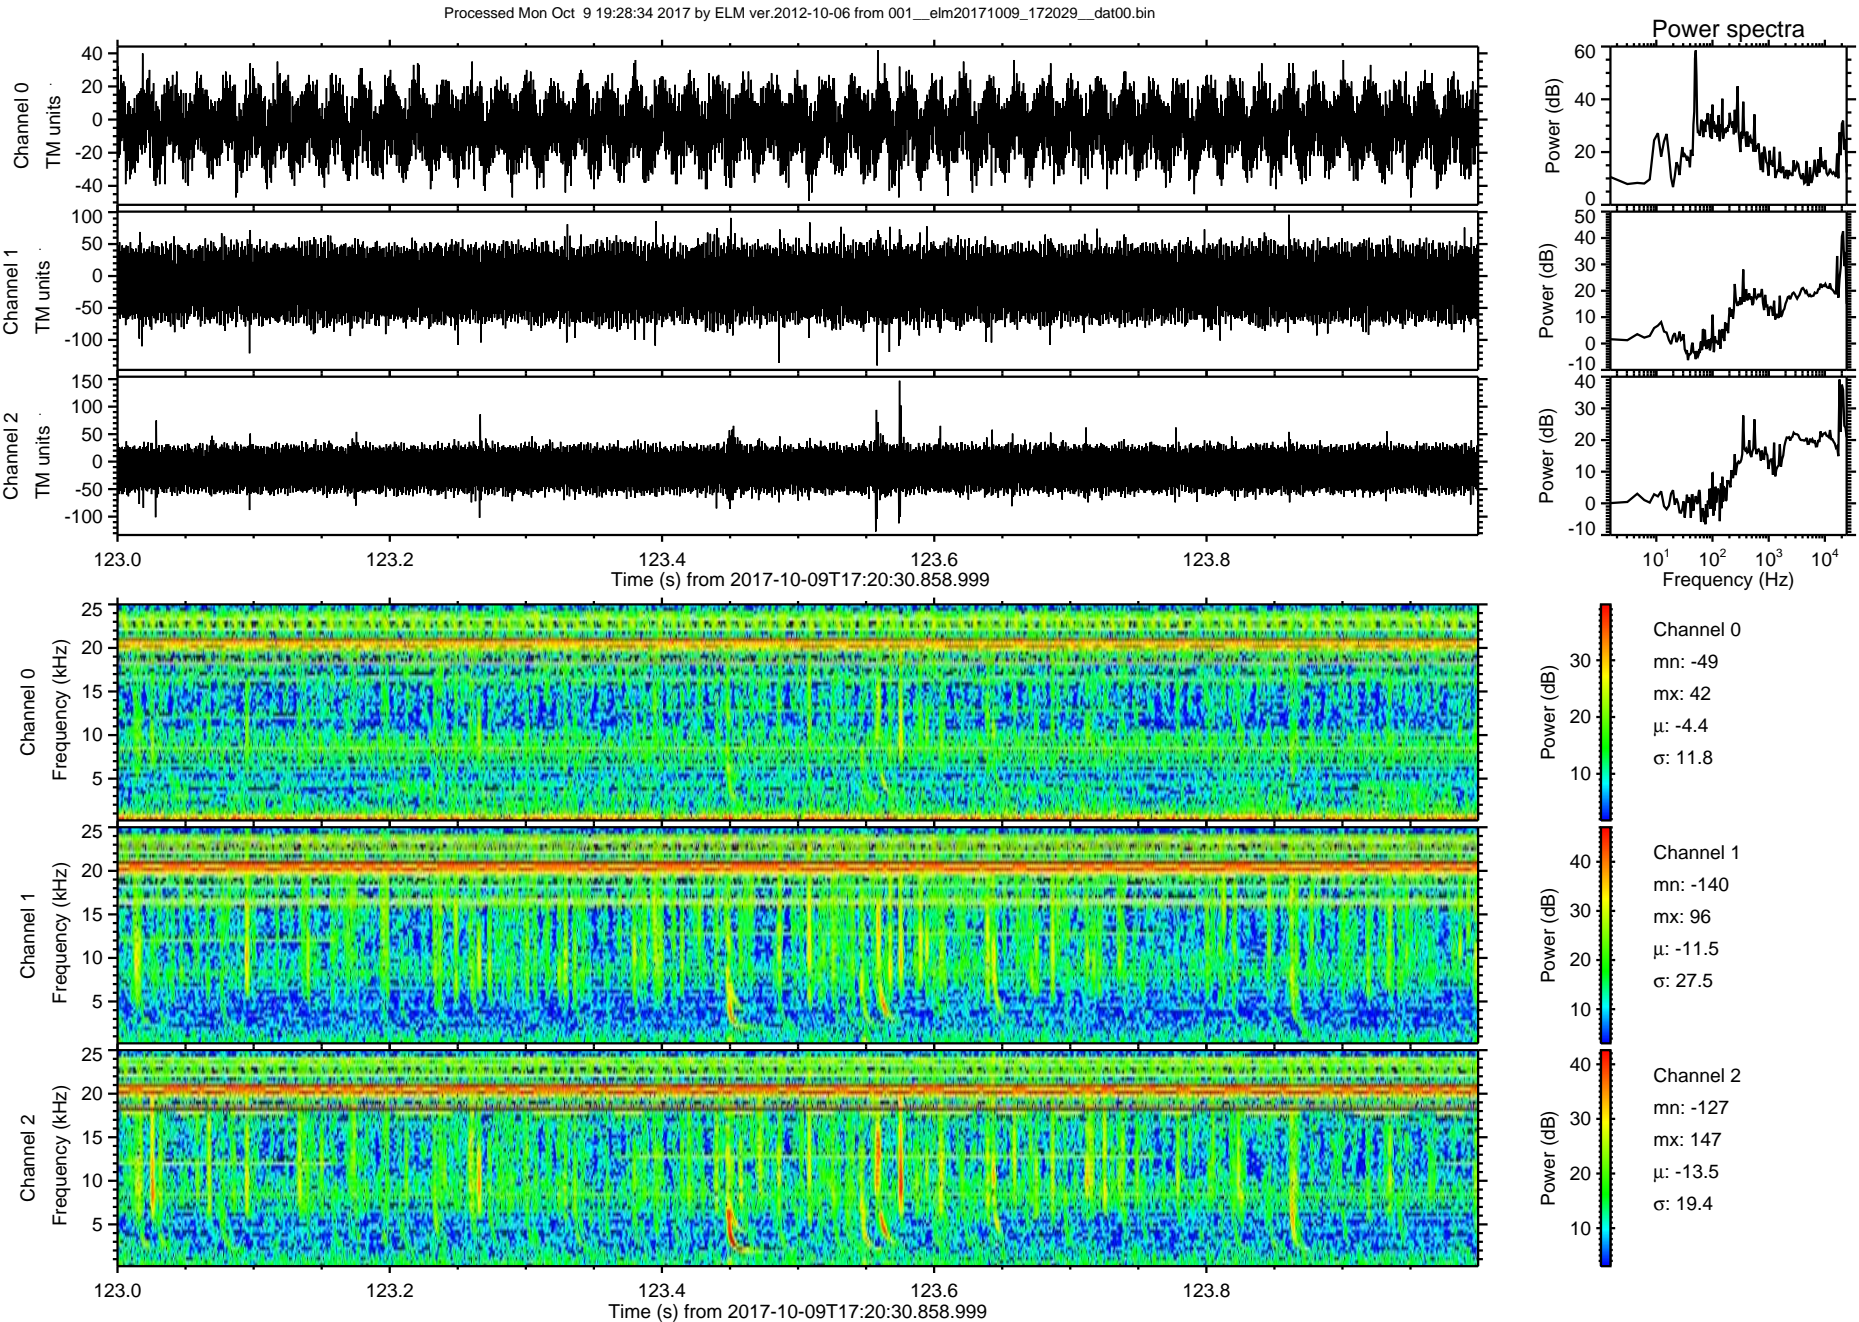 Processed Mon Oct  9 19:28:34 2017 by ELM ver.2012-10-06 from 001__elm20171009_172029__dat00.bin
Power spectra
Channel 0
TM units
40
20
0
-20
-40
Power (dB)
60
40
20
0
Channel 1
TM units
100
50
0
-50
-100
Power (dB)
50
40
30
20
10
0
-10
Channel 2
TM units
150
100
50
0
-50
-100
Power (dB)
40
30
20
10
0
-10
123.0 123.2 123.4 123.6 123.8
Time (s) from 2017-10-09T17:20:30.858.999
10¹ 10² 10³ 10⁴
Frequency (Hz)
Channel 0
Frequency (kHz)
25
20
15
10
5
Power (dB)
30
20
10
Channel 0
mn: -49
mx: 42
µ: -4.4
σ: 11.8
Channel 1
Frequency (kHz)
25
20
15
10
5
Power (dB)
40
30
20
10
Channel 1
mn: -140
mx: 96
µ: -11.5
σ: 27.5
Channel 2
Frequency (kHz)
25
20
15
10
5
Power (dB)
40
30
20
10
Channel 2
mn: -127
mx: 147
µ: -13.5
σ: 19.4
123.0 123.2 123.4 123.6 123.8
Time (s) from 2017-10-09T17:20:30.858.999